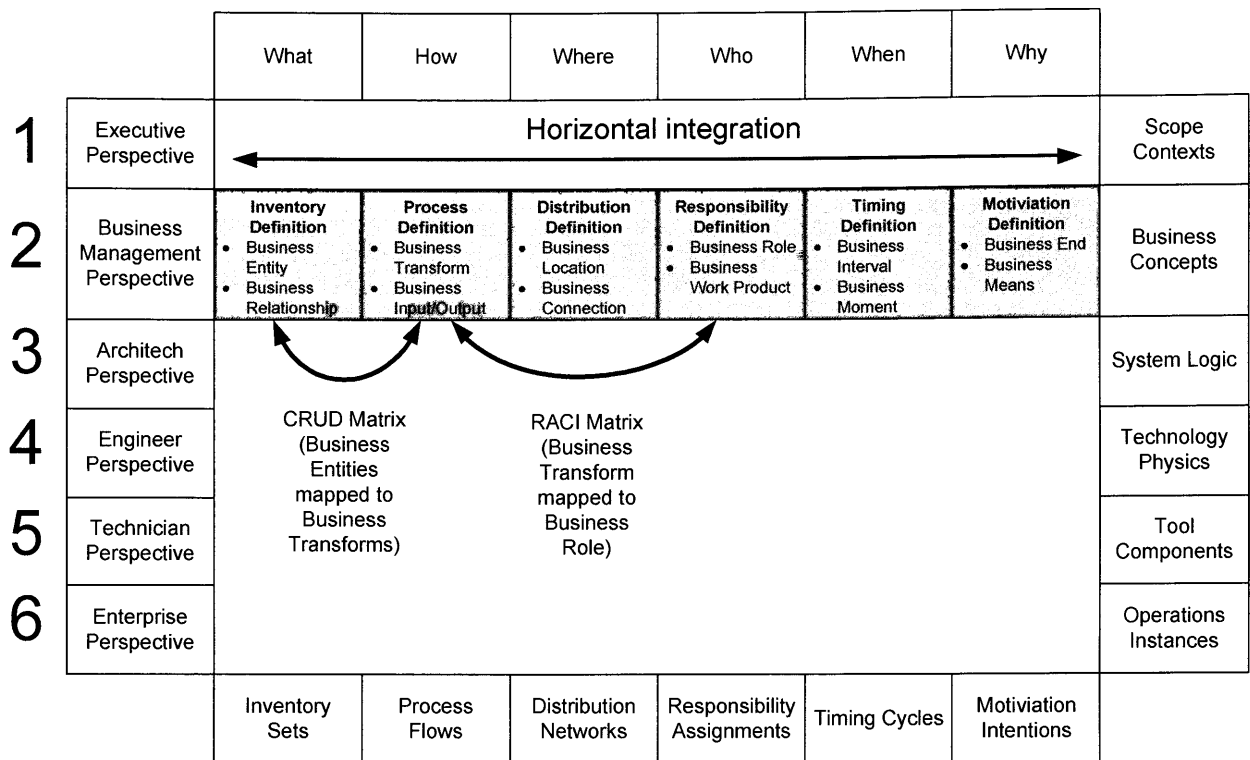 What
How
Where
Who
When
Why
1
Executive
Perspective
Horizontal integration
Scope
Contexts
2
Business
Management
Perspective
Inventory
Definition
• Business
Entity
• Business
Relationship
Process
Definition
• Business
Transform
• Business
Input/Output
Distribution
Definition
• Business
Location
• Business
Connection
Responsibility
Definition
• Business Role
• Business
Work Product
Timing
Definition
• Business
Interval
• Business
Moment
Motiviation
Definition
• Business End
• Business
Means
Business
Concepts
3
Architech
Perspective
System Logic
4
Engineer
Perspective
CRUD Matrix
(Business
Entities
mapped to
Business
Transforms)
RACI Matrix
(Business
Transform
mapped to
Business
Role)
Technology
Physics
5
Technician
Perspective
Tool
Components
6
Enterprise
Perspective
Operations
Instances
Inventory
Sets
Process
Flows
Distribution
Networks
Responsibility
Assignments
Timing Cycles
Motiviation
Intentions